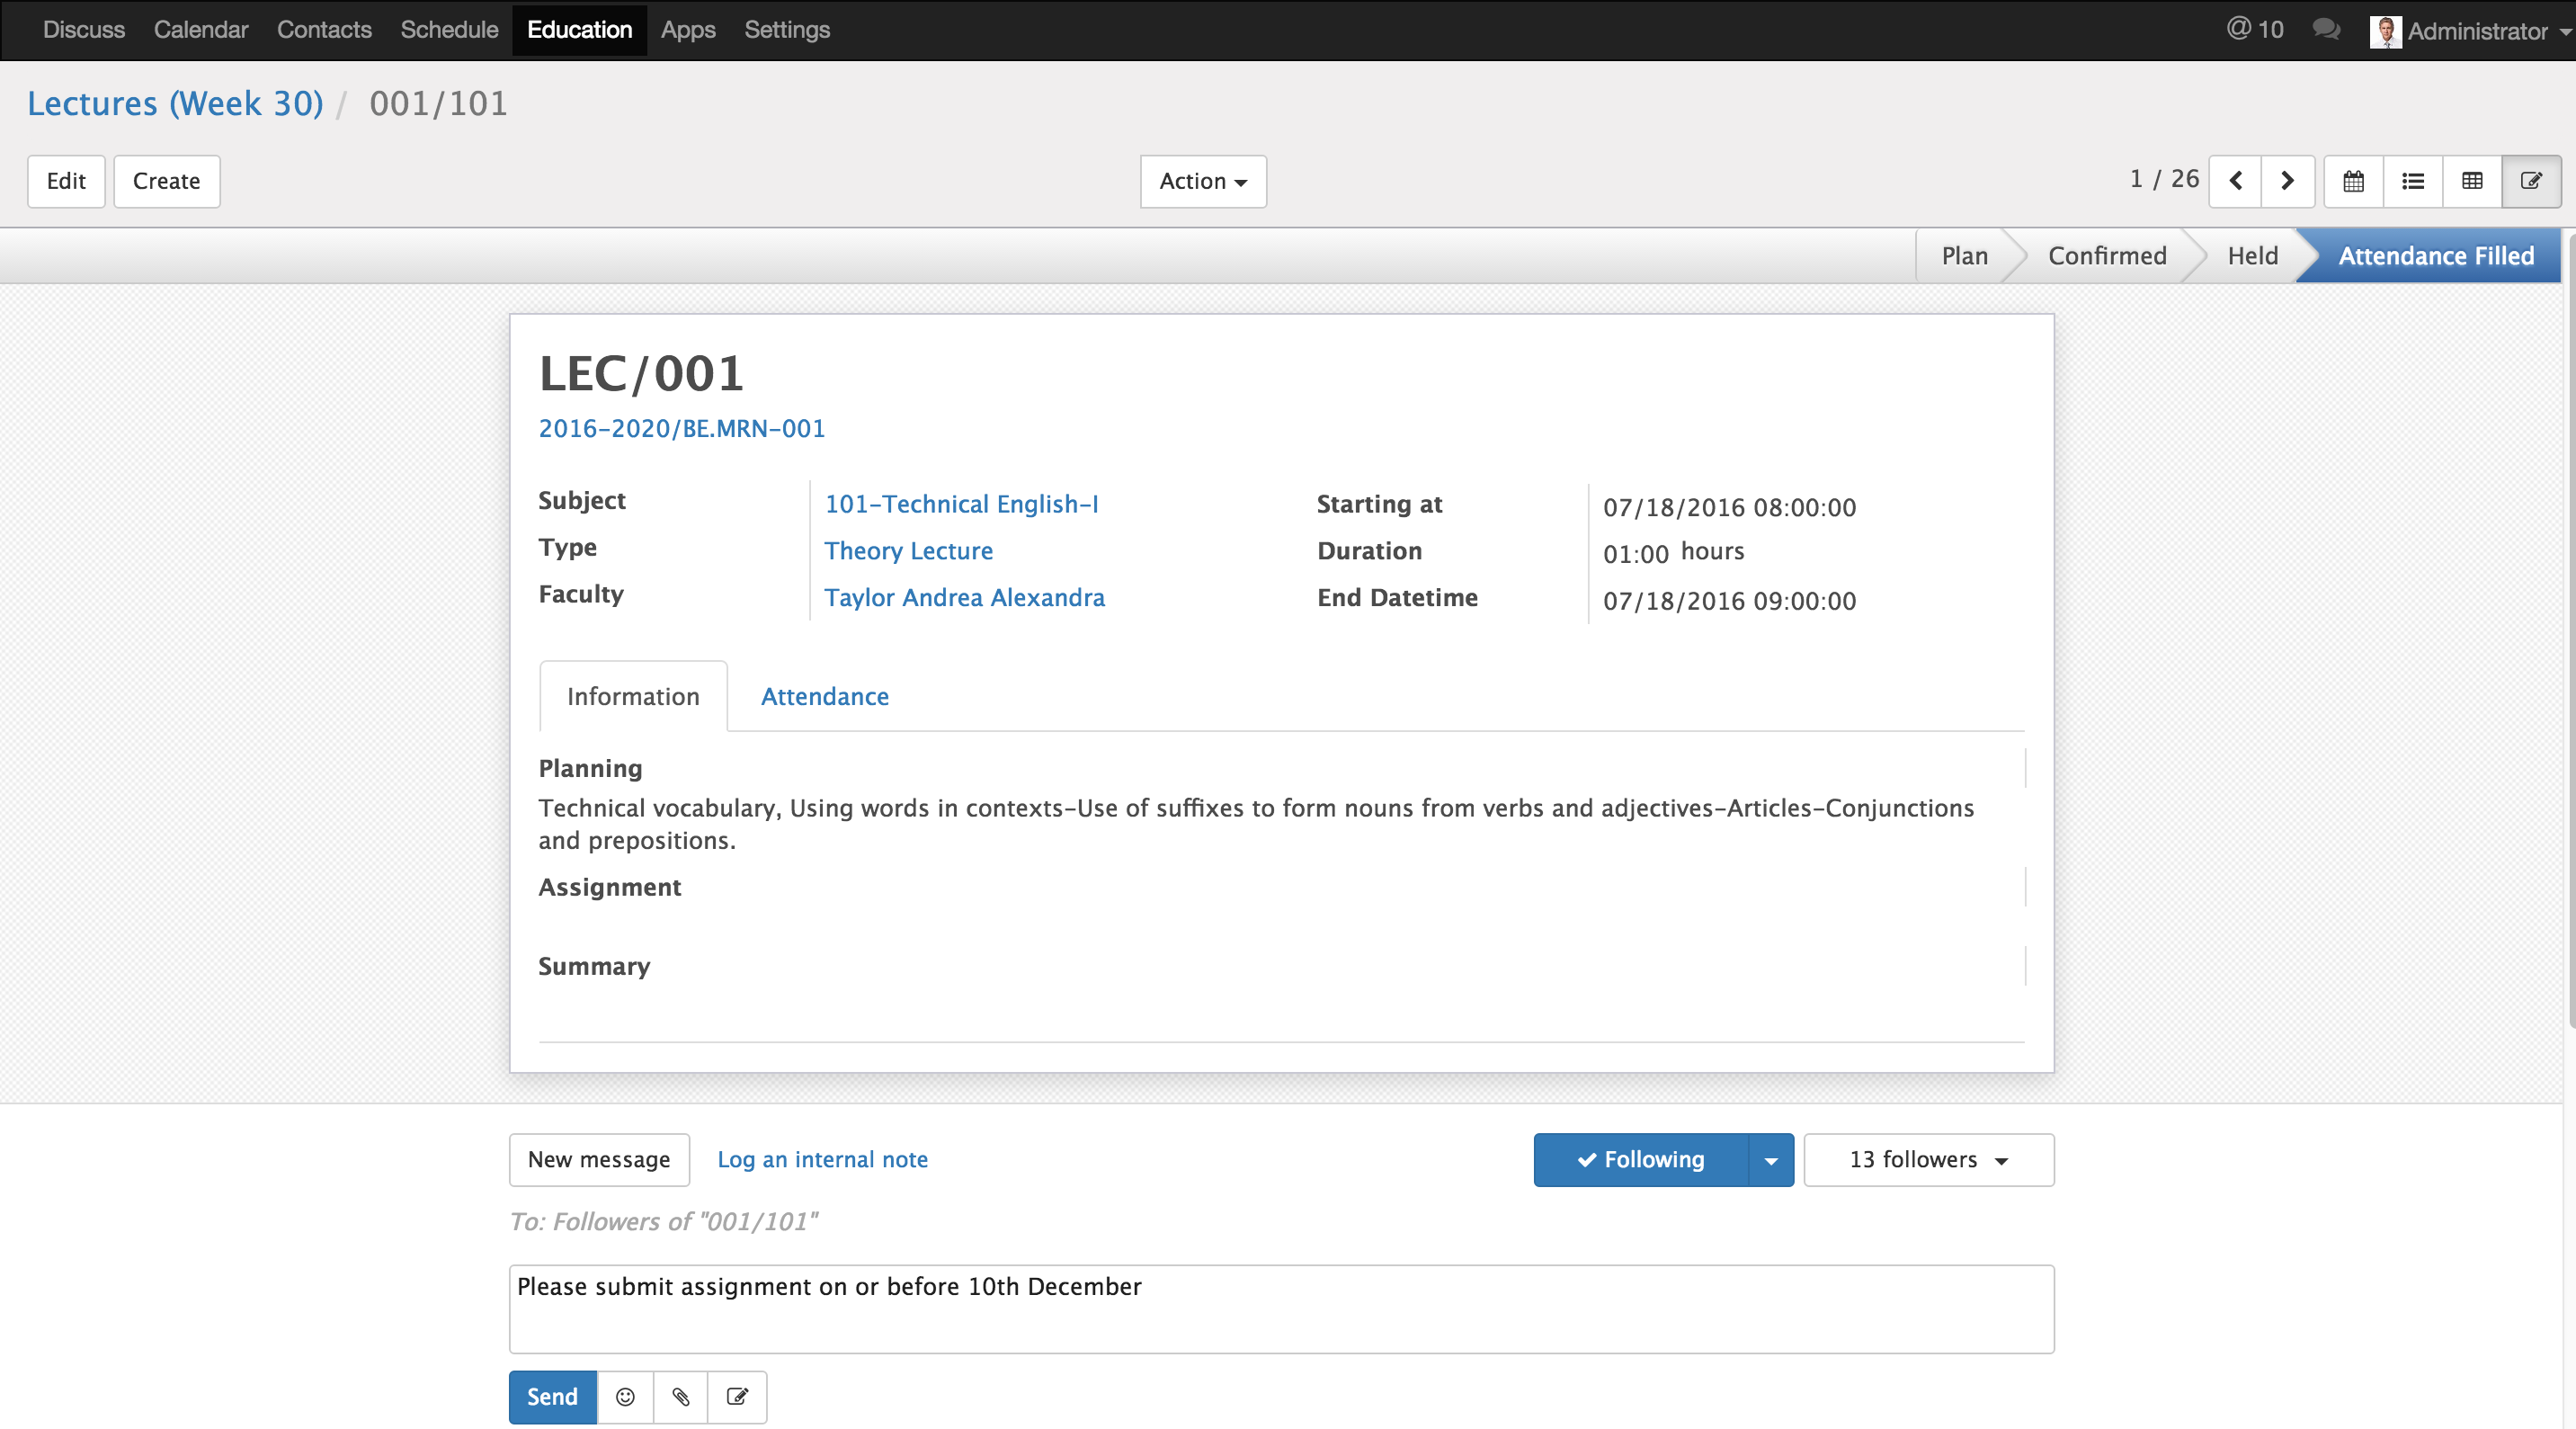 Discuss Calendar Contacts Schedule Education Apps Settings @ 10 Administrator
Lectures (Week 30) / 001/101
Edit Create Action 1 / 26
Plan Confirmed Held Attendance Filled
LEC/001
2016-2020/BE.MRN-001
Subject 101-Technical English-I Starting at 07/18/2016 08:00:00
Type Theory Lecture Duration 01:00 hours
Faculty Taylor Andrea Alexandra End Datetime 07/18/2016 09:00:00
Information Attendance
Planning
Technical vocabulary, Using words in contexts-Use of suffixes to form nouns from verbs and adjectives-Articles-Conjunctions
and prepositions.
Assignment
Summary
New message Log an internal note Following 13 followers
To: Followers of "001/101"
Please submit assignment on or before 10th December
Send